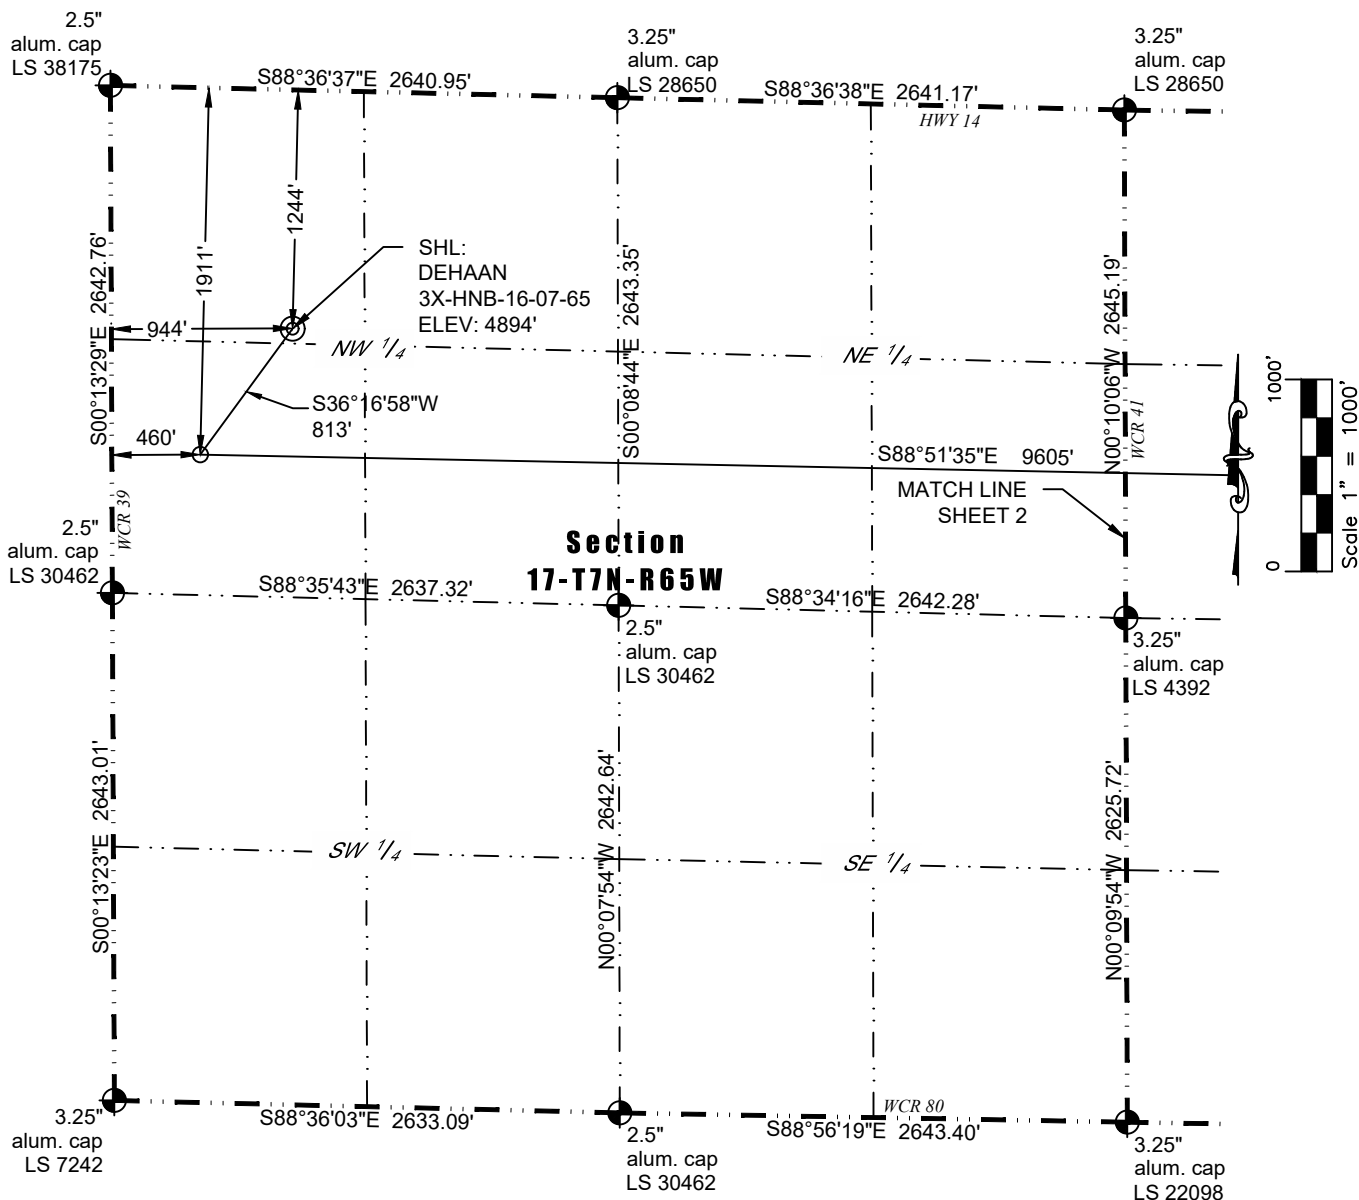 2.5"
alum. cap
LS 38175
3.25"
alum. cap
LS 28650
3.25"
alum. cap
LS 28650
S88°36'37"E 2640.95'
S88°36'38"E 2641.17'
HWY 14
1911'
1244'
944'
SHL:
DEHAAN
3X-HNB-16-07-65
ELEV: 4894'
S00°13'29"E 2642.76'
S00°08'44"E 2643.35'
N00°10'06"W 2645.19'
WCR 41
NW 1/4
NE 1/4
S36°16'58"W
813'
460'
S88°51'35"E 9605'
MATCH LINE
SHEET 2
1000'
0
Scale 1" = 1000'
WCR 39
2.5"
alum. cap
LS 30462
Section
17-T7N-R65W
S88°35'43"E 2637.32'
S88°34'16"E 2642.28'
2.5"
alum. cap
LS 30462
3.25"
alum. cap
LS 4392
S00°13'23"E 2643.01'
N00°07'54"W 2642.64'
N00°09'54"W 2625.72'
SW 1/4
SE 1/4
S88°36'03"E 2633.09'
WCR 80
S88°56'19"E 2643.40'
3.25"
alum. cap
LS 7242
2.5"
alum. cap
LS 30462
3.25"
alum. cap
LS 22098